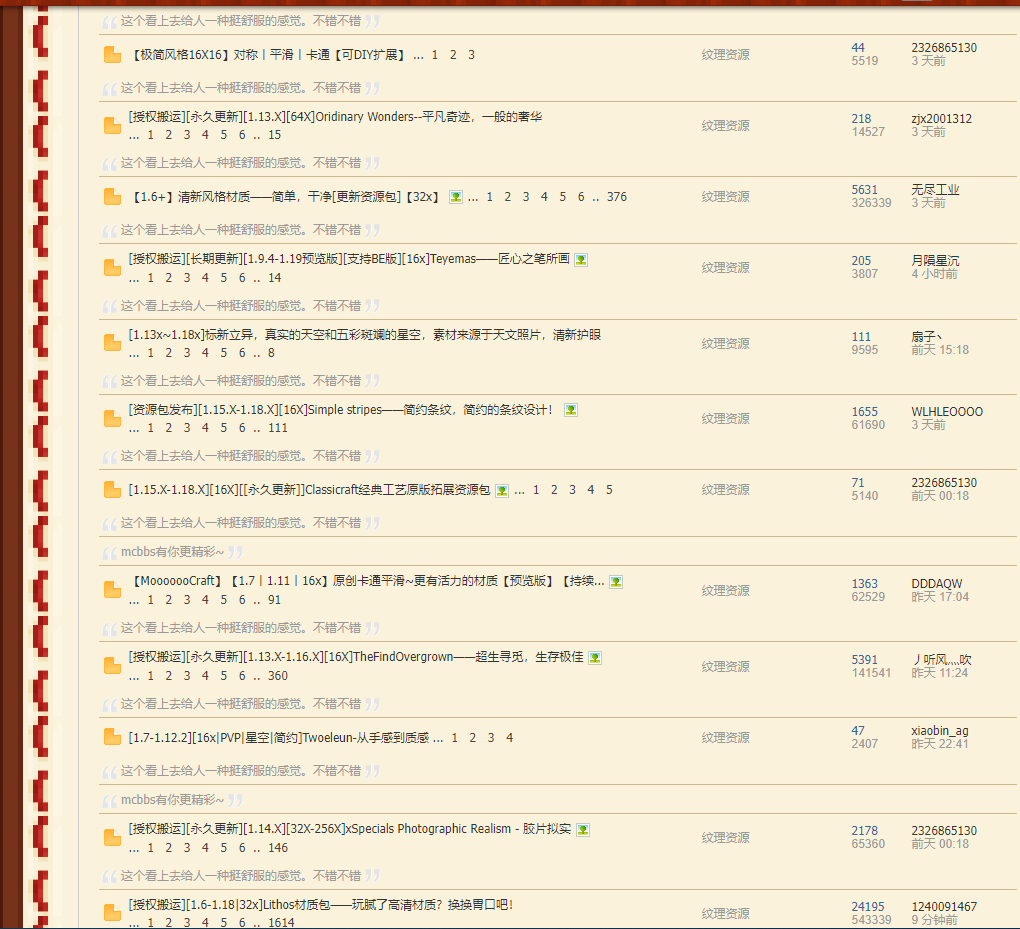 这个看上去给人一种挺舒服的感觉。不错不错
【极简风格16X16】对称丨平滑丨卡通【可DIY扩展】 ... 1 2 3 纹理资源 44 2326865130
5519 3 天前
这个看上去给人一种挺舒服的感觉。不错不错
[授权搬运][永久更新][1.13.X][64X]Oridinary Wonders--平凡奇迹，一般的奢华 纹理资源 218 zjx2001312
... 1 2 3 4 5 6 .. 15 14527 3 天前
这个看上去给人一种挺舒服的感觉。不错不错
【1.6+】清新风格材质——简单，干净[更新资源包]【32x】 ... 1 2 3 4 5 6 .. 376 纹理资源 5631 无尽工业
326339 3 天前
这个看上去给人一种挺舒服的感觉。不错不错
[授权搬运][长期更新][1.9.4-1.19预览版][支持BE版][16x]Teyemas——匠心之笔所画 纹理资源 205 月隕星沉
... 1 2 3 4 5 6 .. 14 3807 4 小时前
这个看上去给人一种挺舒服的感觉。不错不错
[1.13x~1.18x]标新立异，真实的天空和五彩斑斓的星空，素材来源于天文照片，清新护眼 纹理资源 111 扇子丶
... 1 2 3 4 5 6 .. 8 9595 前天 15:18
这个看上去给人一种挺舒服的感觉。不错不错
[资源包发布][1.15.X-1.18.X][16X]Simple stripes——简约条纹，简约的条纹设计！ 纹理资源 1655 WLHLEOOOO
... 1 2 3 4 5 6 .. 111 61690 3 天前
这个看上去给人一种挺舒服的感觉。不错不错
[1.15.X-1.18.X][16X][[永久更新]]Classicraft经典工艺原版拓展资源包 ... 1 2 3 4 5 纹理资源 71 2326865130
5140 前天 00:18
这个看上去给人一种挺舒服的感觉。不错不错
mcbbs有你更精彩~
【MooooooCraft】【1.7丨1.11丨16x】原创卡通平滑~更有活力的材质【预览版】【持续... 纹理资源 1363 DDDAQW
... 1 2 3 4 5 6 .. 91 62529 昨天 17:04
这个看上去给人一种挺舒服的感觉。不错不错
[授权搬运][永久更新][1.13.X-1.16.X][16X]TheFindOvergrown——超生寻觅，生存极佳 纹理资源 5391 丿听风灬吹
... 1 2 3 4 5 6 .. 360 141541 昨天 11:24
这个看上去给人一种挺舒服的感觉。不错不错
[1.7-1.12.2][16x|PVP|星空|简约]Twoeleun-从手感到质感 ... 1 2 3 4 纹理资源 47 xiaobin_ag
2407 昨天 22:41
这个看上去给人一种挺舒服的感觉。不错不错
mcbbs有你更精彩~
[授权搬运][永久更新][1.14.X][32X-256X]xSpecials Photographic Realism - 胶片拟实 纹理资源 2178 2326865130
... 1 2 3 4 5 6 .. 146 65360 前天 00:18
这个看上去给人一种挺舒服的感觉。不错不错
[授权搬运][1.6-1.18|32x]Lithos材质包——玩腻了高清材质？换换胃口吧！ 纹理资源 24195 1240091467
... 1 2 3 4 5 6 .. 1614 543339 9 分钟前